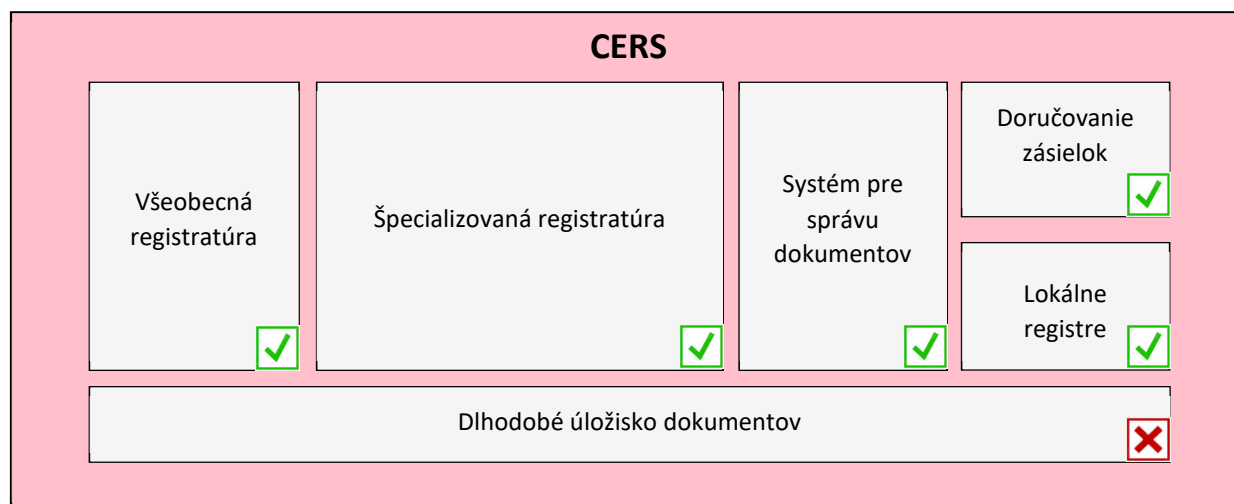 CERS
Všeobecná
registratúra
Špecializovaná registratúra
Systém pre
správu
dokumentov
Doručovanie
zásielok
Lokálne
registre
Dlhodobé úložisko dokumentov